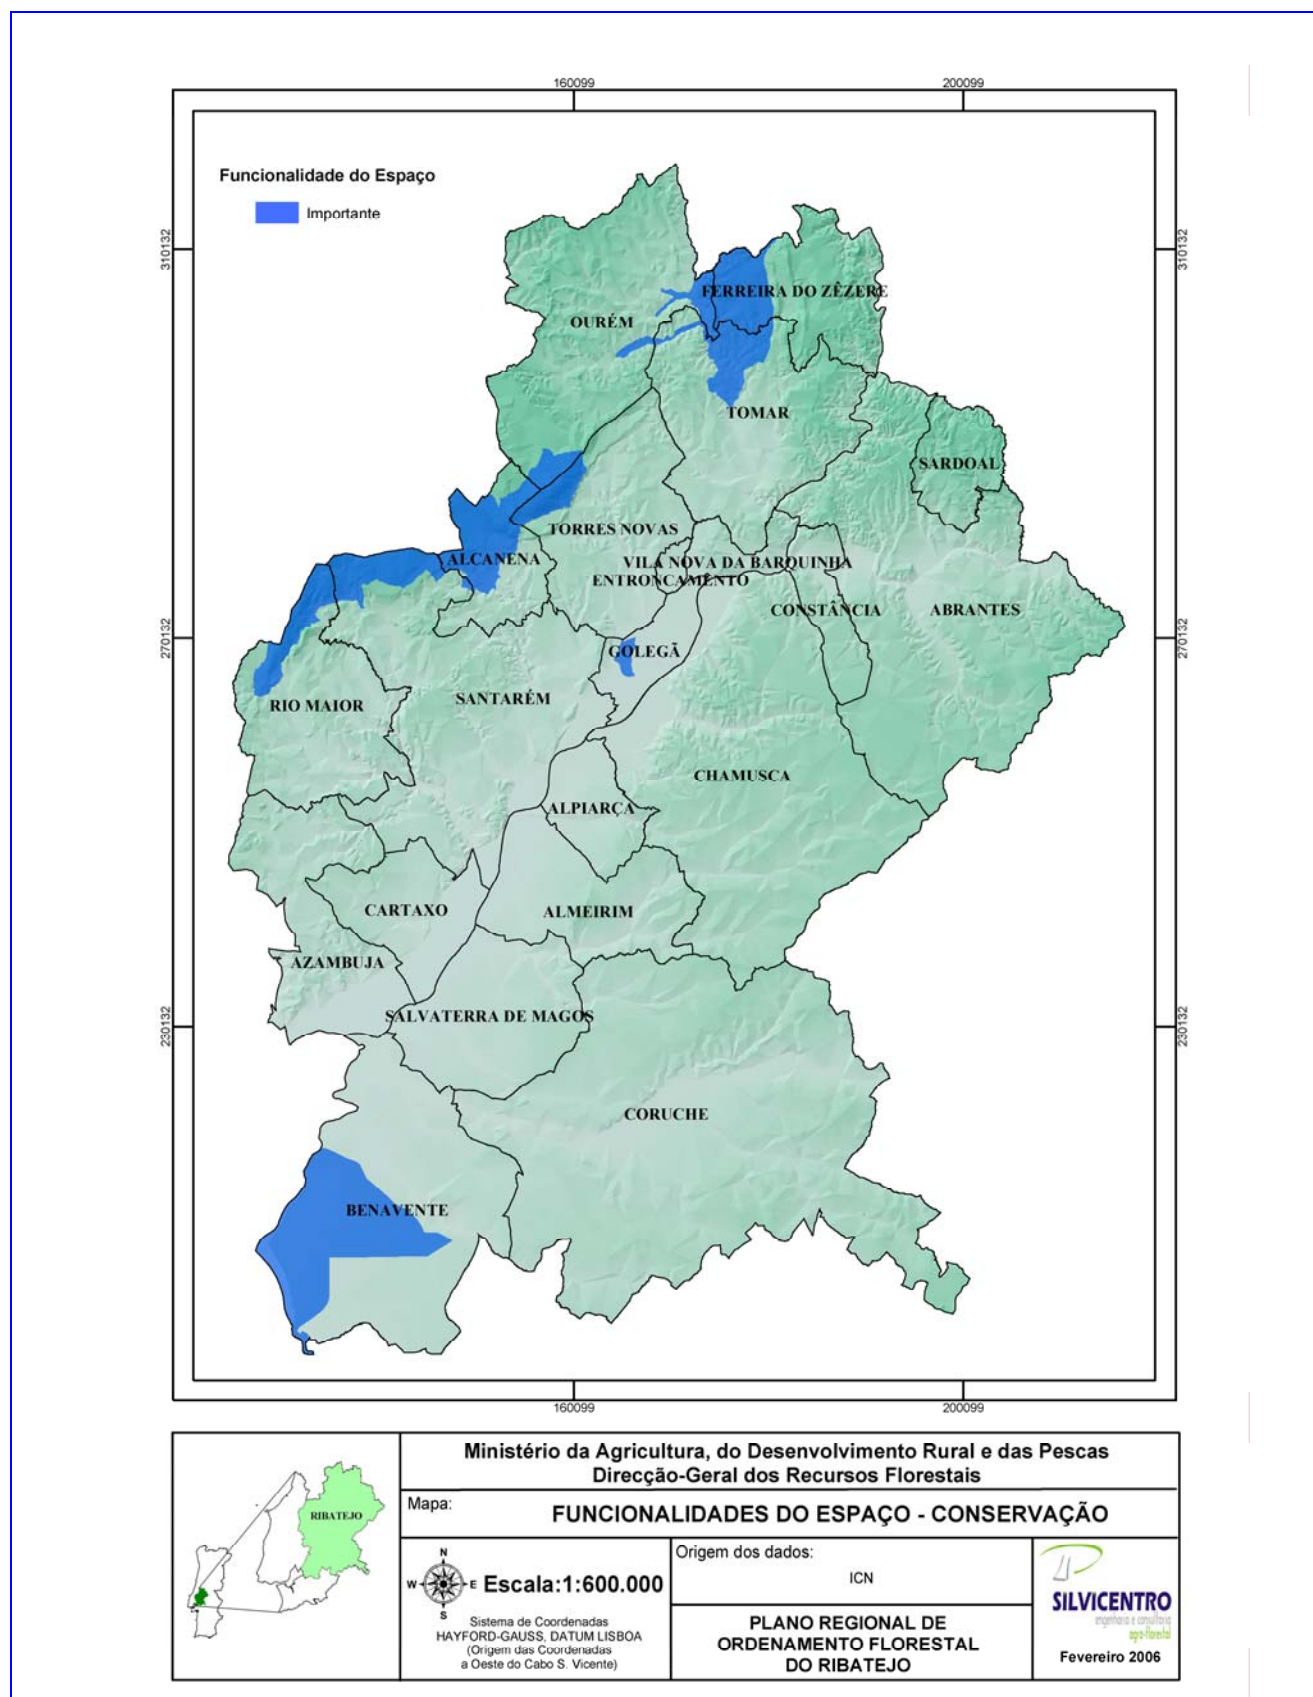 160099
200099
Funcionalidade do Espaço
Importante
310132
310132
FERREIRA DO ZÊZERE
OURÉM
TOMAR
SARDOAL
TORRES NOVAS
ALCANENA
VILA NOVA DA BARQUINHA
ENTRONCAMENTO
CONSTÂNCIA
ABRANTES
270132
270132
GOLEGÃ
SANTARÉM
RIO MAIOR
CHAMUSCA
ALPIARÇA
CARTAXO
ALMEIRIM
AZAMBUJA
SALVATERRA DE MAGOS
230132
230132
CORUCHE
BENAVENTE
160099
200099
RIBATEJO
Ministério da Agricultura, do Desenvolvimento Rural e das Pescas
Direcção-Geral dos Recursos Florestais
Mapa:
FUNCIONALIDADES DO ESPAÇO - CONSERVAÇÃO
N
W
E
S
Escala:1:600.000
Sistema de Coordenadas
HAYFORD-GAUSS, DATUM LISBOA
(Origem das Coordenadas
a Oeste do Cabo S. Vicente)
Origem dos dados:
ICN
PLANO REGIONAL DE
ORDENAMENTO FLORESTAL
DO RIBATEJO
SILVICENTRO
engenharia e consultoria
agro-florestal
Fevereiro 2006